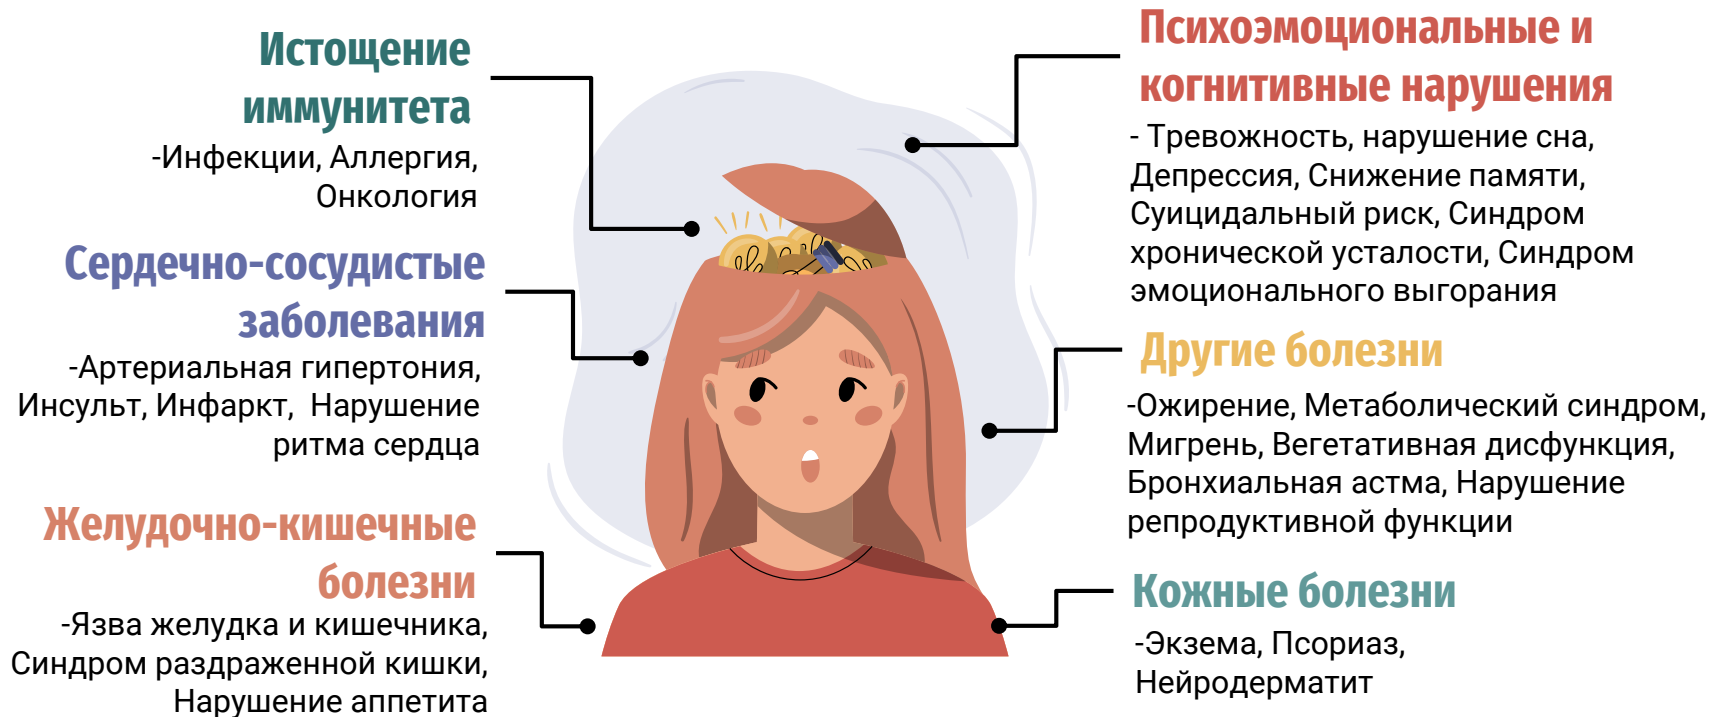 Истощение
иммунитета
-Инфекции, Аллергия,
Онкология
Сердечно-сосудистые
заболевания
-Артериальная гипертония,
Инсульт, Инфаркт,  Нарушение
ритма сердца
Желудочно-кишечные
болезни
-Язва желудка и кишечника,
Синдром раздраженной кишки,
Нарушение аппетита
Психоэмоциональные и
когнитивные нарушения
- Тревожность, нарушение сна,
Депрессия, Снижение памяти,
Суицидальный риск, Синдром
хронической усталости, Синдром
эмоционального выгорания
Другие болезни
-Ожирение, Метаболический синдром,
Мигрень, Вегетативная дисфункция,
Бронхиальная астма, Нарушение
репродуктивной функции
Кожные болезни
-Экзема, Псориаз,
Нейродерматит